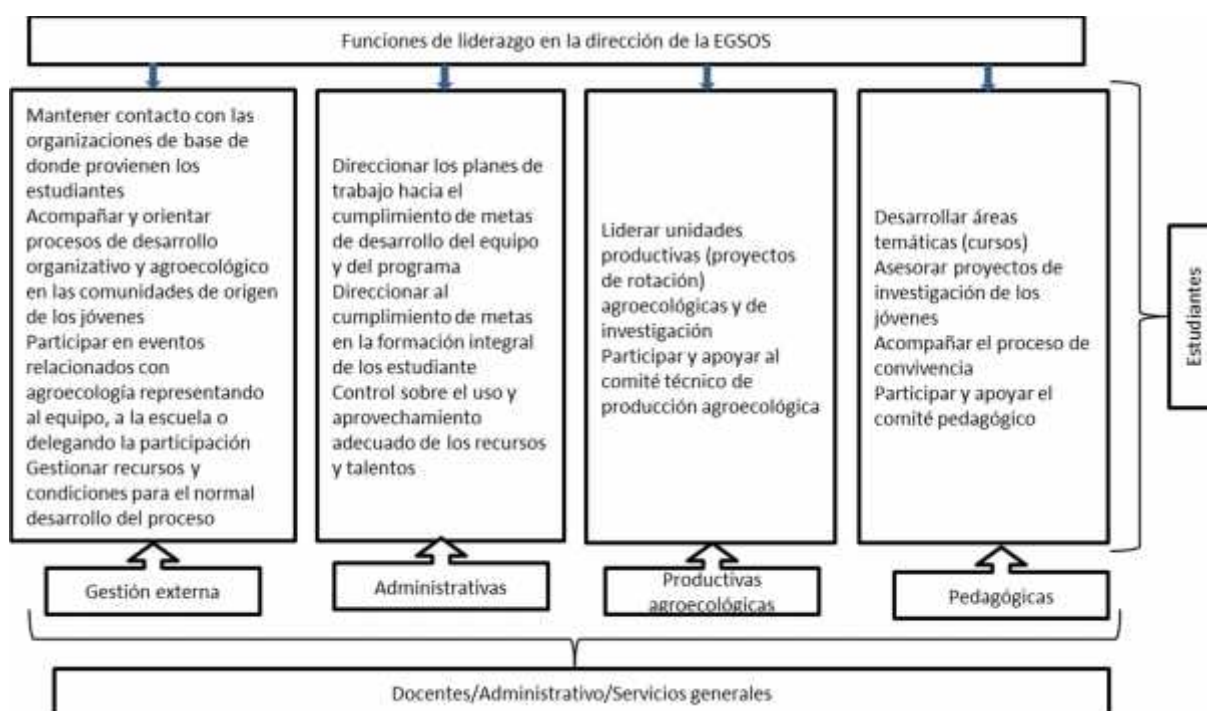 Funciones de liderazgo en la dirección de la EGSOS
Mantener contacto con las
organizaciones de base de
donde provienen los
estudiantes
Acompañar y orientar
procesos de desarrollo
organizativo y agroecológico
en las comunidades de origen
de los jóvenes
Participar en eventos
relacionados con
agroecología representando
al equipo, a la escuela o
delegando la participación
Gestionar recursos y
condiciones para el normal
desarrollo del proceso
Direccionar los planes de
trabajo hacia el
cumplimiento de metas
de desarrollo del equipo
y del programa
Direccionar al
cumplimiento de metas
en la formación integral
de los estudiante
Control sobre el uso y
aprovechamiento
adecuado de los recursos
y talentos
Liderar unidades
productivas (proyectos
de rotación)
agroecológicas y de
investigación
Participar y apoyar al
comité técnico de
producción agroecológica
Desarrollar áreas
temáticas (cursos)
Asesorar proyectos de
investigación de los
jóvenes
Acompañar el proceso de
convivencia
Participar y apoyar el
comité pedagógico
Estudiantes
Gestión externa
Administrativas
Productivas
agroecológicas
Pedagógicas
Docentes/Administrativo/Servicios generales